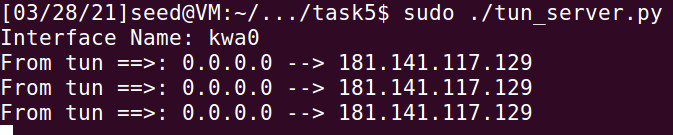 [03/28/21]seed@VM:~/.../task5$ sudo ./tun_server.py
Interface Name: kwa0
From tun ==>: 0.0.0.0 --> 181.141.117.129
From tun ==>: 0.0.0.0 --> 181.141.117.129
From tun ==>: 0.0.0.0 --> 181.141.117.129